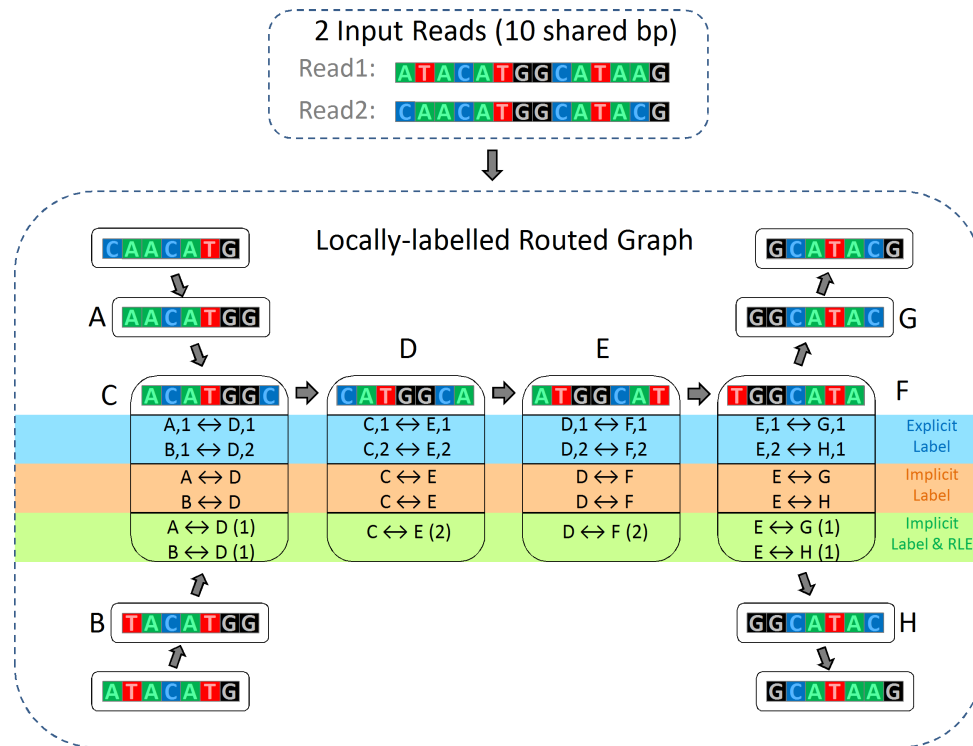 2 Input Reads (10 shared bp)
Read1: ATACATGGCATAAG
Read2: CAACATGGCATACG
Locally-labelled Routed Graph
CAACATG
GCATACG
A AACATGG
GGCATAC G
D
E
C ACATGGC
CATGGCA
ATGGCAT
TGGCATA F
A,1 ↔ D,1
B,1 ↔ D,2
C,1 ↔ E,1
C,2 ↔ E,2
D,1 ↔ F,1
D,2 ↔ F,2
E,1 ↔ G,1
E,2 ↔ H,1
Explicit
Label
A ↔ D
B ↔ D
C ↔ E
C ↔ E
D ↔ F
D ↔ F
E ↔ G
E ↔ H
Implicit
Label
A ↔ D (1)
B ↔ D (1)
C ↔ E (2)
D ↔ F (2)
E ↔ G (1)
E ↔ H (1)
Implicit
Label & RLE
B TACATGG
GGCATAC H
ATACATG
GCATAAG